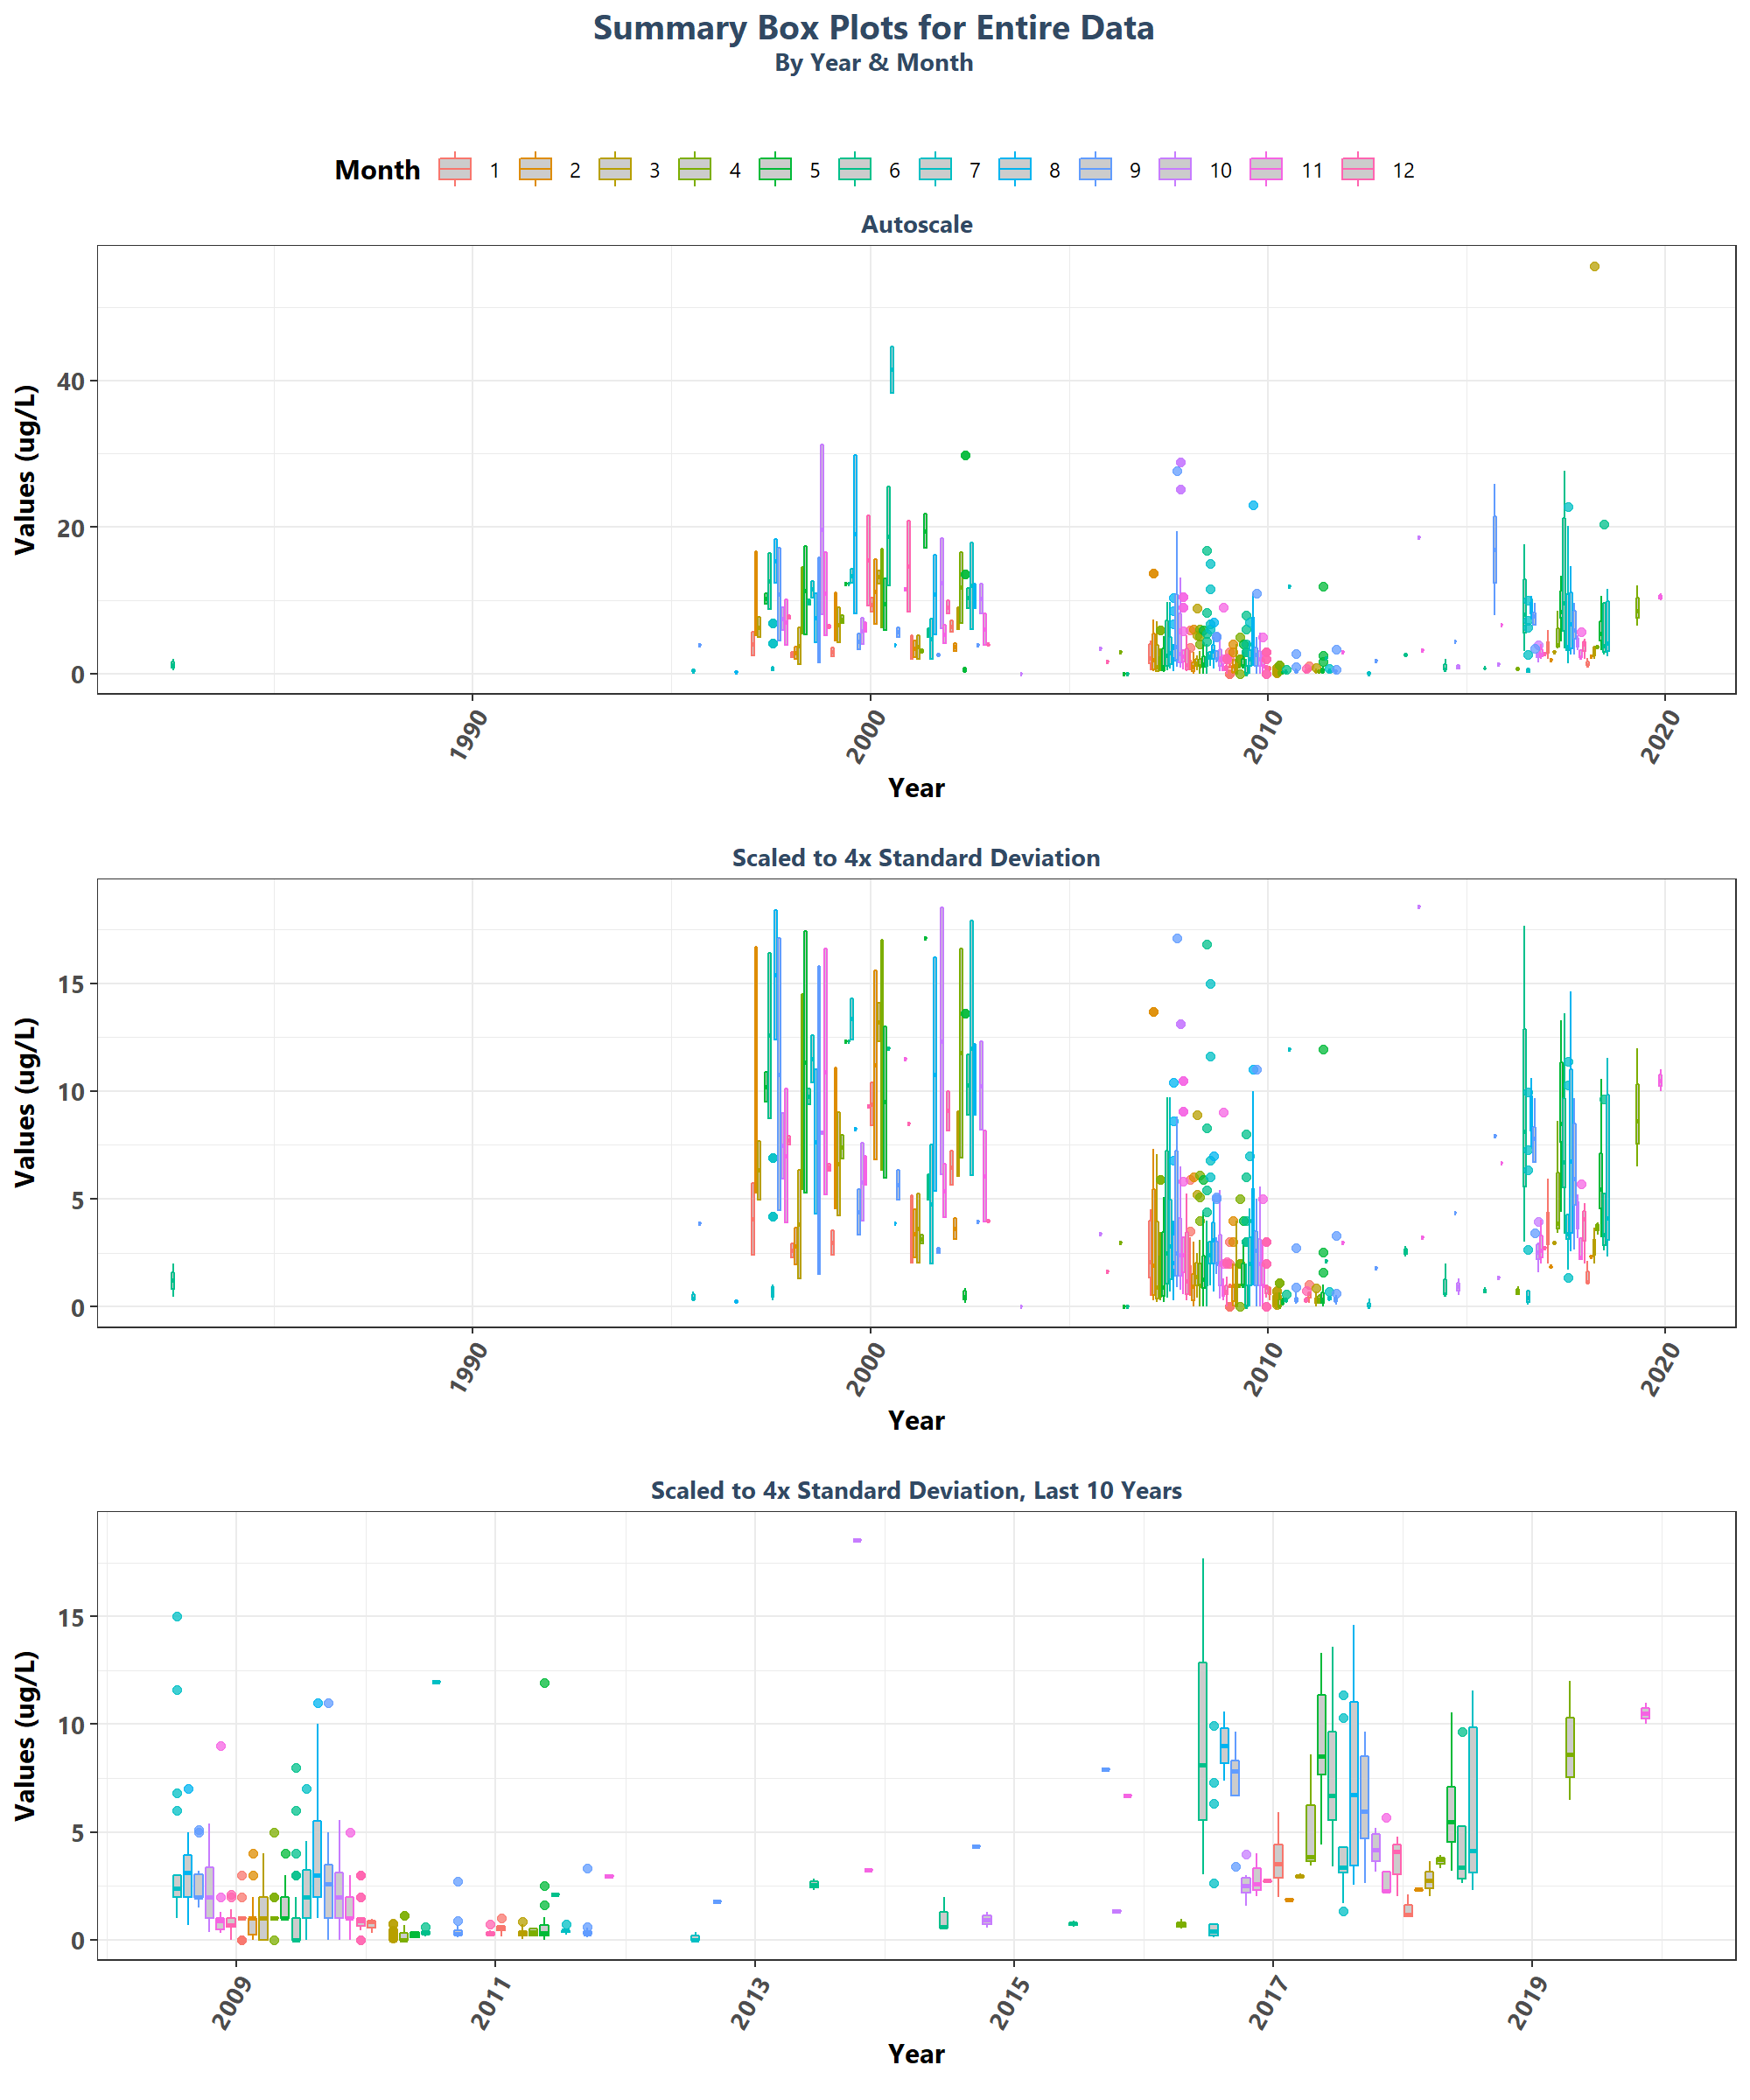 Summary Box Plots for Entire Data
By Year & Month
Month 1 2 3 4 5 6 7 8 9 10 11 12
Autoscale
Values (ug/L)
40
20
0
1990 2000 2010 2020
Year
Scaled to 4x Standard Deviation
Values (ug/L)
15
10
5
0
1990 2000 2010 2020
Year
Scaled to 4x Standard Deviation, Last 10 Years
Values (ug/L)
15
10
5
0
2009 2011 2013 2015 2017 2019
Year